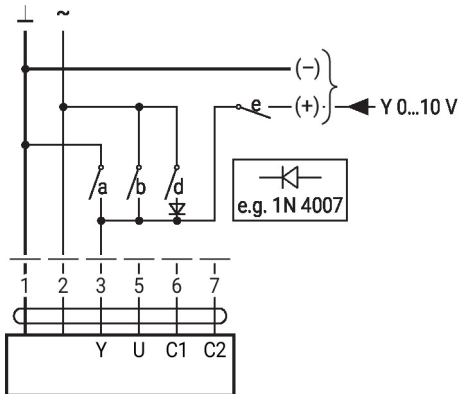 ⊥ ~
(–)
e (+) Y 0...10 V
a b d
e.g. 1N 4007
1 2 3 5 6 7
Y U C1 C2